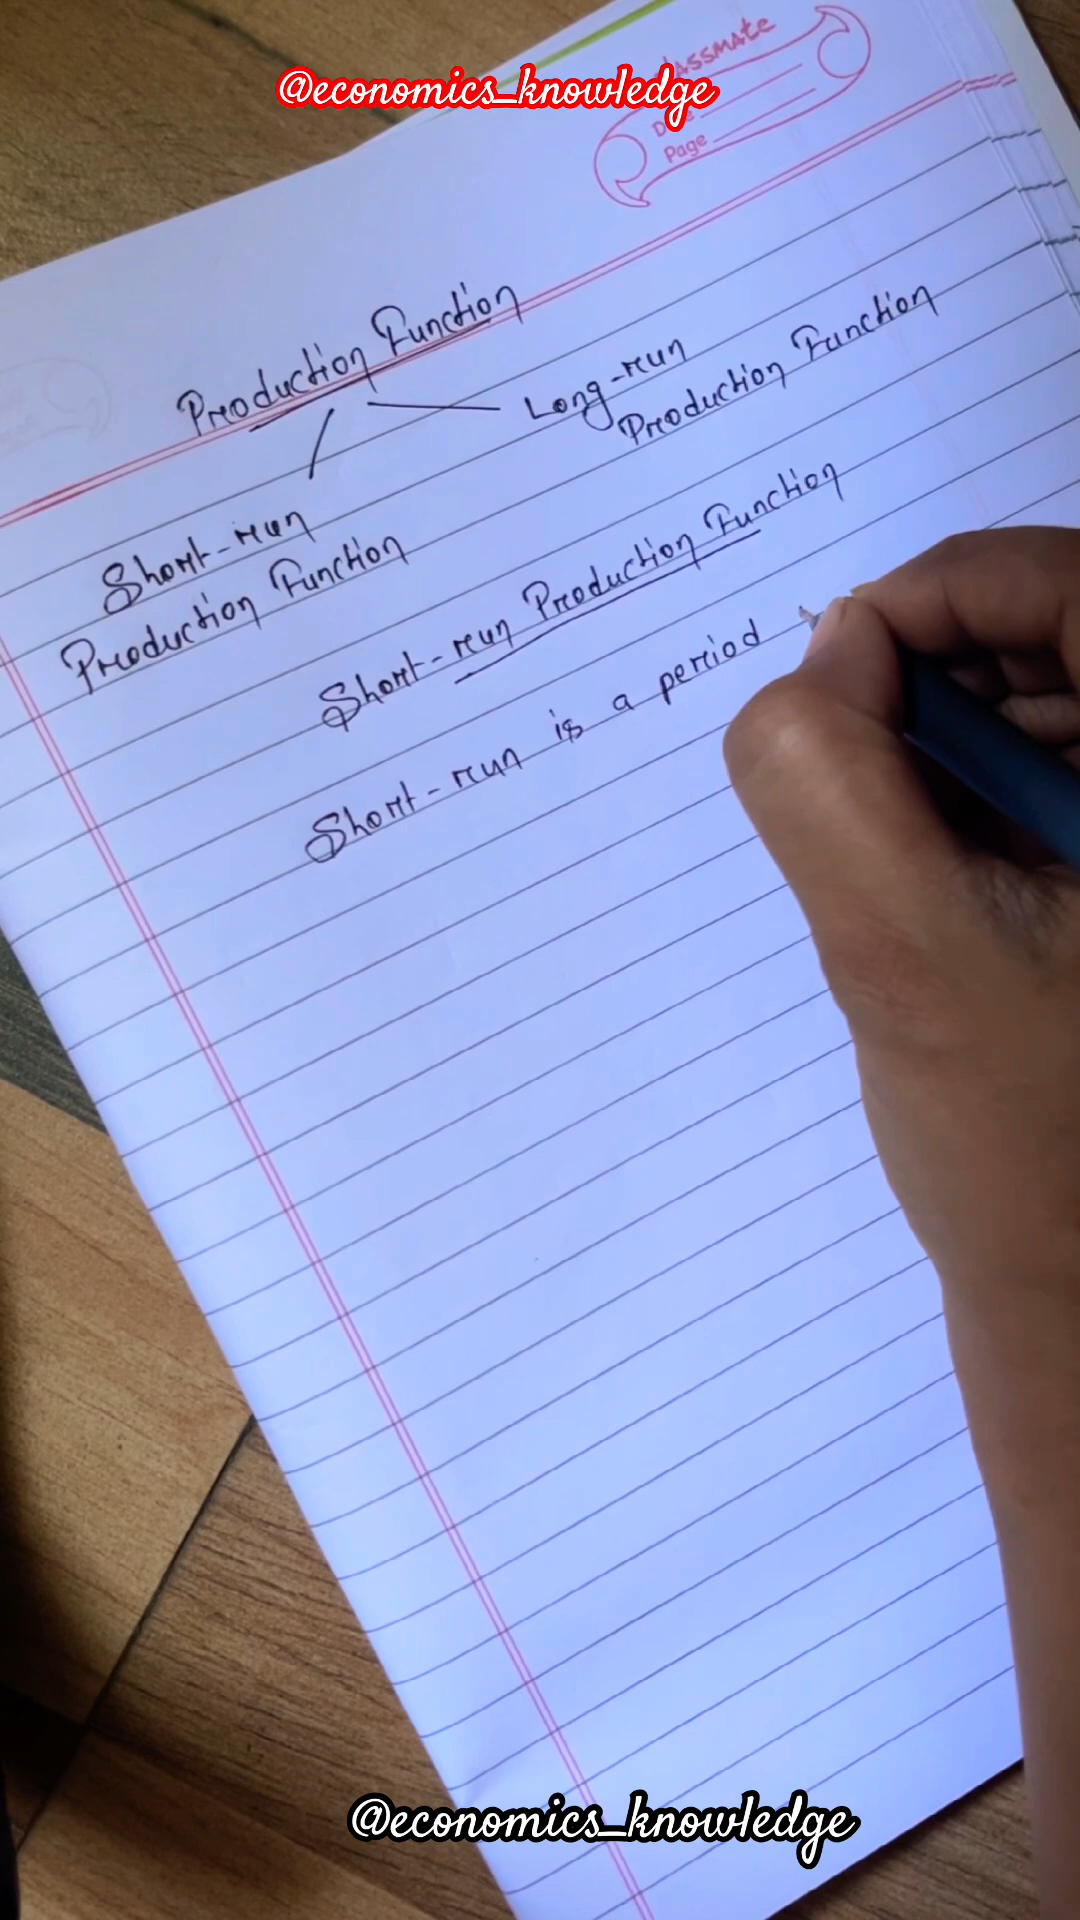 @economics_knowledge
classmate
Date
Page
Production Function
Long-run
Production Function
Short-run
Production Function
Short-run Production Function
Short-run is a period
@economics_knowledge